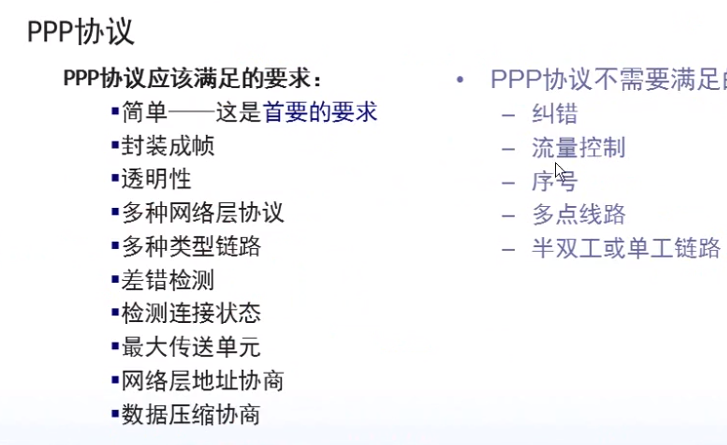 PPP协议
PPP协议应该满足的要求：
▪简单——这是首要的要求
▪封装成帧
▪透明性
▪多种网络层协议
▪多种类型链路
▪差错检测
▪检测连接状态
▪最大传送单元
▪网络层地址协商
▪数据压缩协商
• PPP协议不需要满足
– 纠错
– 流量控制
– 序号
– 多点线路
– 半双工或单工链路